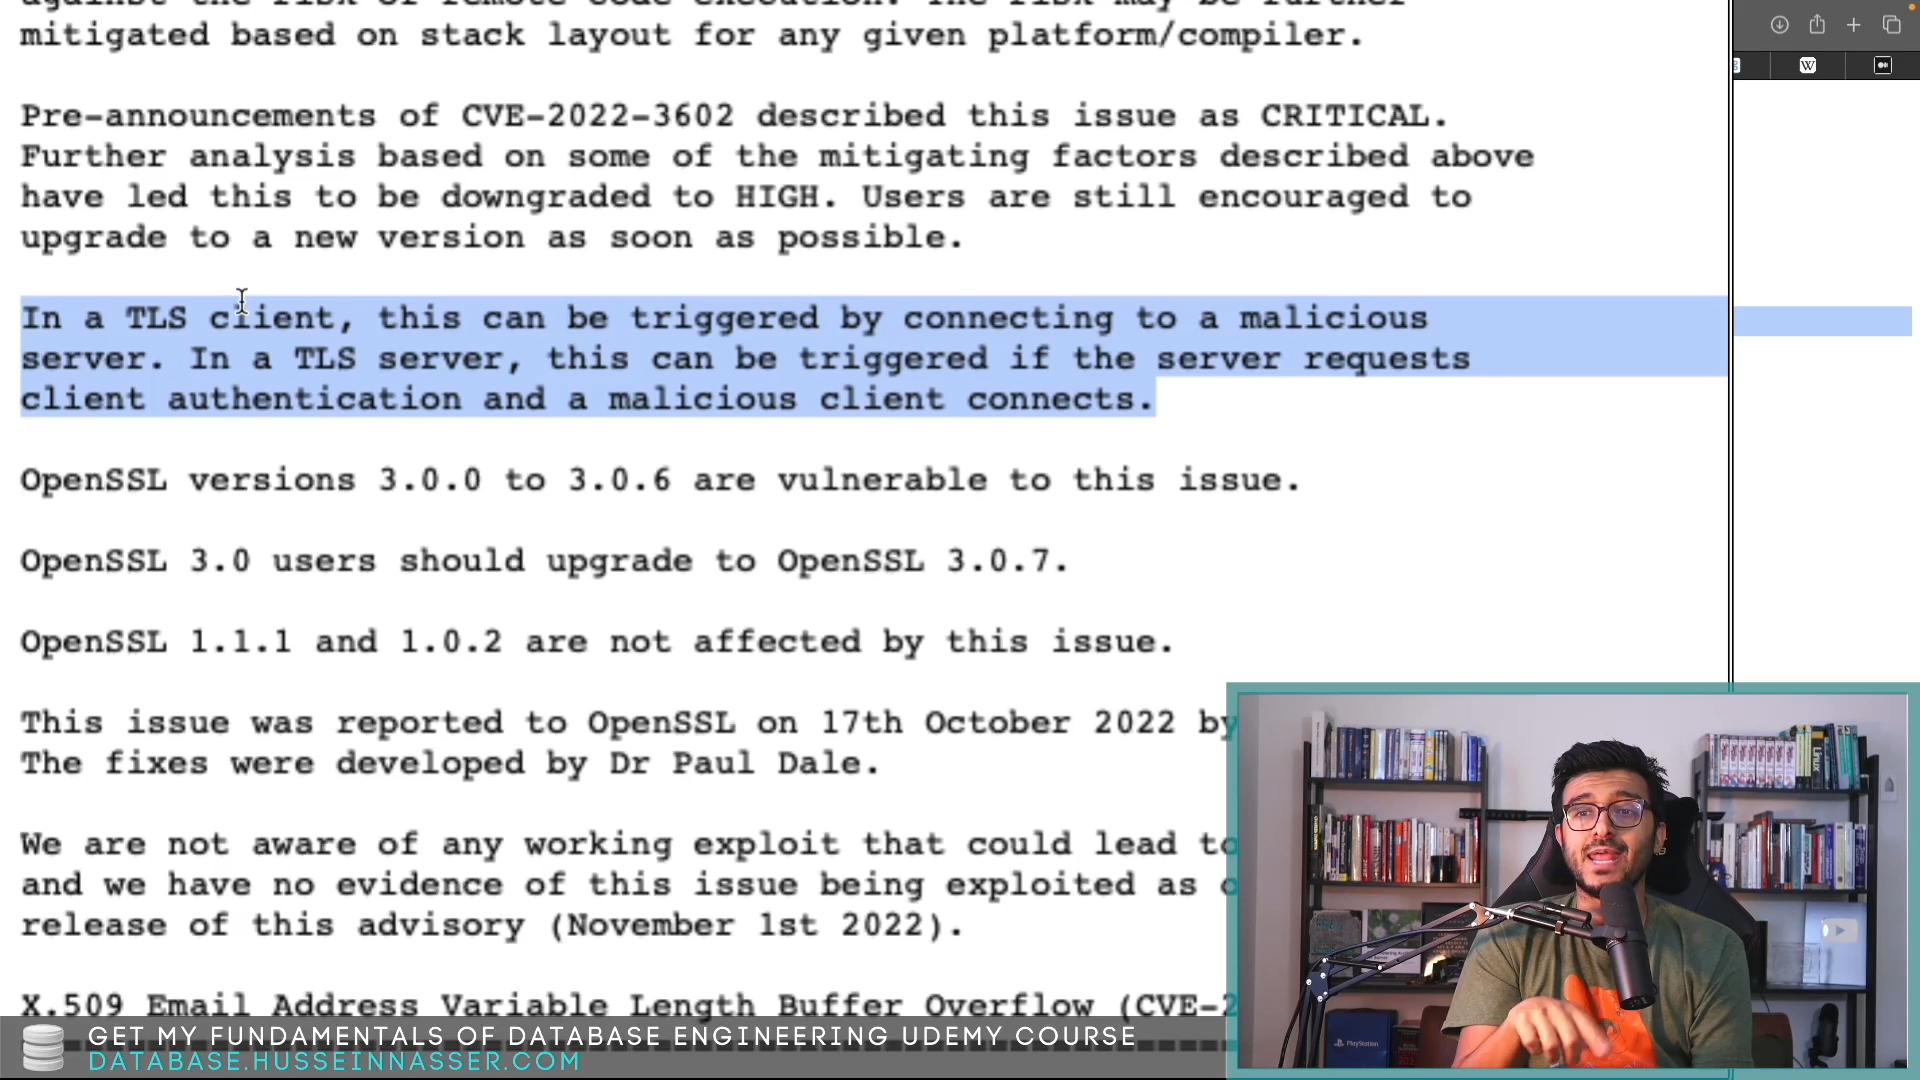 mitigated based on stack layout for any given platform/compiler.
Pre-announcements of CVE-2022-3602 described this issue as CRITICAL.
Further analysis based on some of the mitigating factors described above
have led this to be downgraded to HIGH. Users are still encouraged to
upgrade to a new version as soon as possible.
In a TLS client, this can be triggered by connecting to a malicious
server. In a TLS server, this can be triggered if the server requests
client authentication and a malicious client connects.
OpenSSL versions 3.0.0 to 3.0.6 are vulnerable to this issue.
OpenSSL 3.0 users should upgrade to OpenSSL 3.0.7.
OpenSSL 1.1.1 and 1.0.2 are not affected by this issue.
This issue was reported to OpenSSL on 17th October 2022 by
The fixes were developed by Dr Paul Dale.
We are not aware of any working exploit that could lead to
and we have no evidence of this issue being exploited as
release of this advisory (November 1st 2022).
X.509 Email Address Variable Length Buffer Overflow (CVE-2
GET MY FUNDAMENTALS OF DATABASE ENGINEERING UDEMY COURSE
DATABASE.HUSSEINNASSER.COM
W
Linux
PlayStation